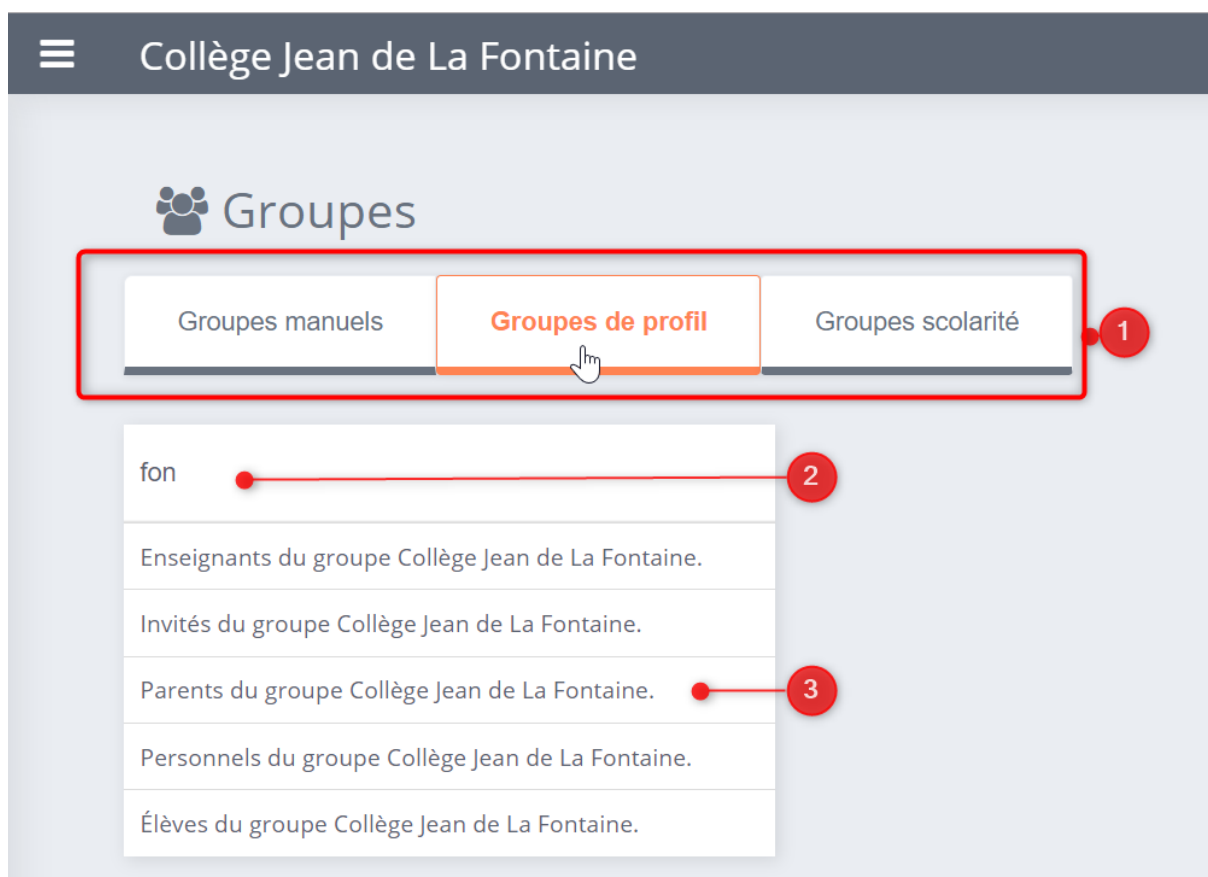 Collège Jean de La Fontaine
Groupes
Groupes manuels Groupes de profil Groupes scolarité
1
fon
2
Enseignants du groupe Collège Jean de La Fontaine.
Invités du groupe Collège Jean de La Fontaine.
Parents du groupe Collège Jean de La Fontaine.
3
Personnels du groupe Collège Jean de La Fontaine.
Élèves du groupe Collège Jean de La Fontaine.